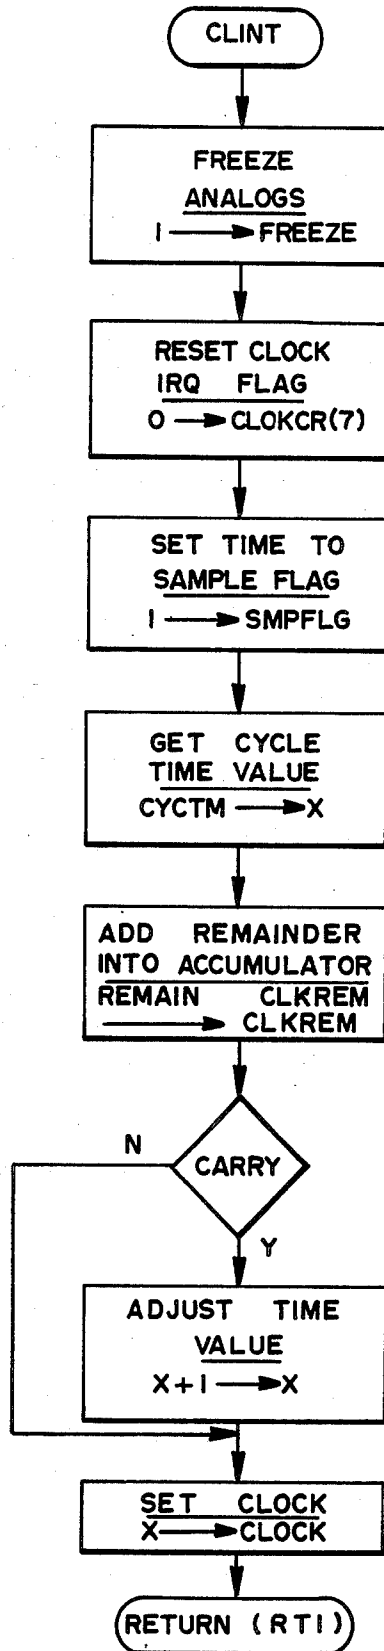 CLINT
FREEZE
ANALOGS
1 → FREEZE
RESET CLOCK
IRQ FLAG
0 → CLOKCR(7)
SET TIME TO
SAMPLE FLAG
1 → SMPFLG
GET CYCLE
TIME VALUE
CYCTM → X
ADD REMAINDER
INTO ACCUMULATOR
REMAIN CLKREM
→ CLKREM
N
CARRY
Y
ADJUST TIME
VALUE
X+1 → X
SET CLOCK
X → CLOCK
RETURN (RTI)